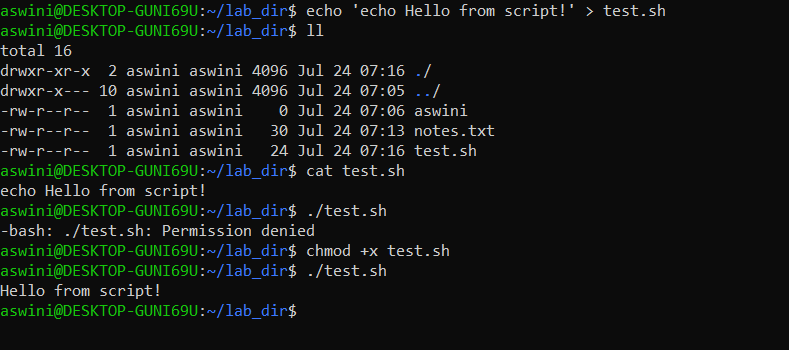 aswini@DESKTOP-GUNI69U:~/lab_dir$ echo 'echo Hello from script!' > test.sh
aswini@DESKTOP-GUNI69U:~/lab_dir$ ll
total 16
drwxr-xr-x  2 aswini aswini 4096 Jul 24 07:16 ./
drwxr-x--- 10 aswini aswini 4096 Jul 24 07:05 ../
-rw-r--r--  1 aswini aswini    0 Jul 24 07:06 aswini
-rw-r--r--  1 aswini aswini   30 Jul 24 07:13 notes.txt
-rw-r--r--  1 aswini aswini   24 Jul 24 07:16 test.sh
aswini@DESKTOP-GUNI69U:~/lab_dir$ cat test.sh
echo Hello from script!
aswini@DESKTOP-GUNI69U:~/lab_dir$ ./test.sh
-bash: ./test.sh: Permission denied
aswini@DESKTOP-GUNI69U:~/lab_dir$ chmod +x test.sh
aswini@DESKTOP-GUNI69U:~/lab_dir$ ./test.sh
Hello from script!
aswini@DESKTOP-GUNI69U:~/lab_dir$